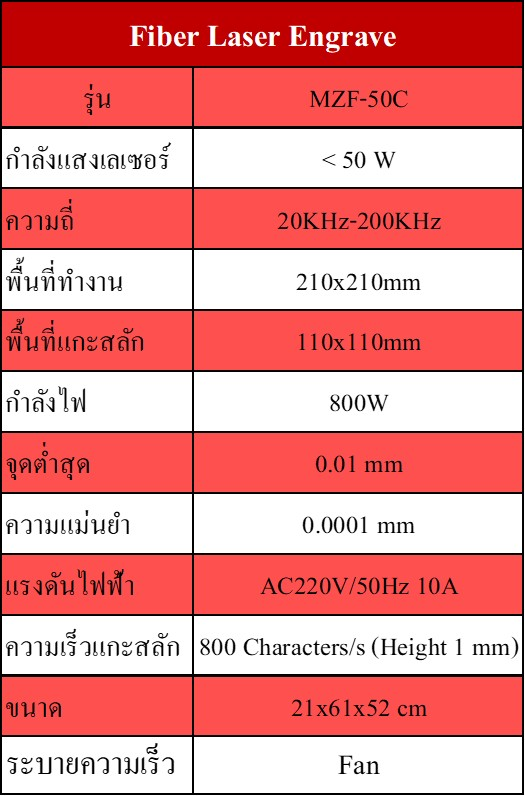 Fiber Laser Engrave
รุ่น MZF-50C
กำลังแสงเลเซอร์ < 50 W
ความถี่ 20KHz-200KHz
พื้นที่ทำงาน 210x210mm
พื้นที่แกะสลัก 110x110mm
กำลังไฟ 800W
จุดต่ำสุด 0.01 mm
ความแม่นยำ 0.0001 mm
แรงดันไฟฟ้า AC220V/50Hz 10A
ความเร็วแกะสลัก 800 Characters/s (Height 1 mm)
ขนาด 21x61x52 cm
ระบายความเร็ว Fan